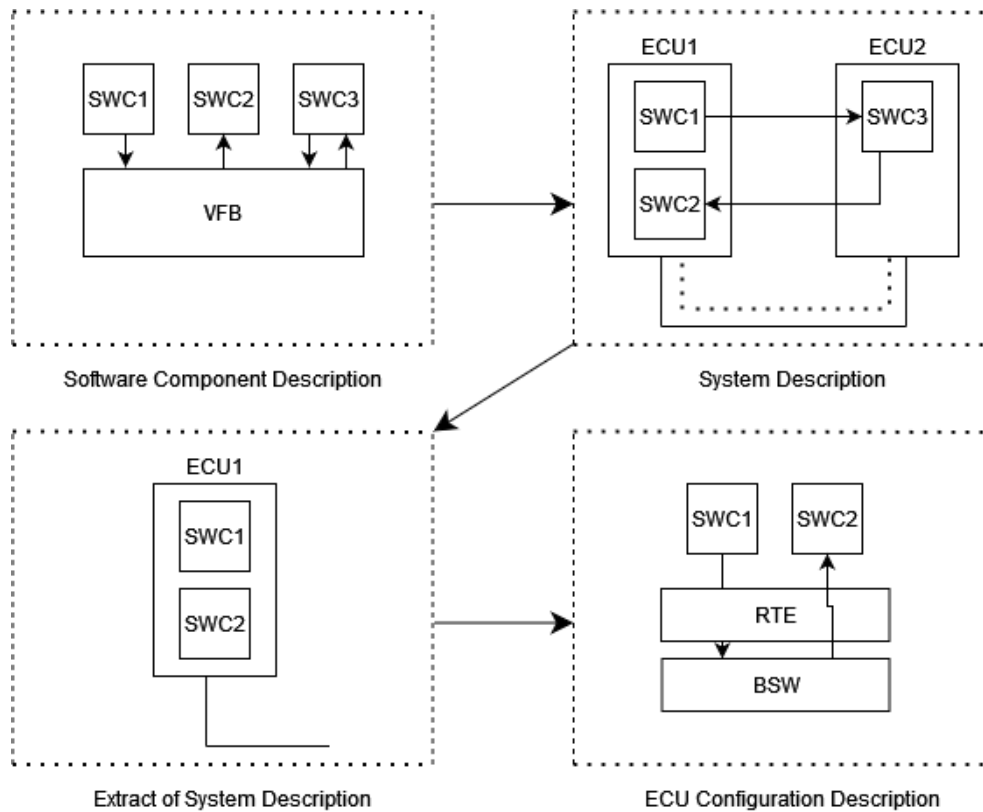 ECU1 ECU2
SWC1 SWC2 SWC3
SWC1 SWC3
VFB
SWC2
Software Component Description
System Description
ECU1
SWC1
SWC2
SWC1 SWC2
RTE
BSW
Extract of System Description
ECU Configuration Description